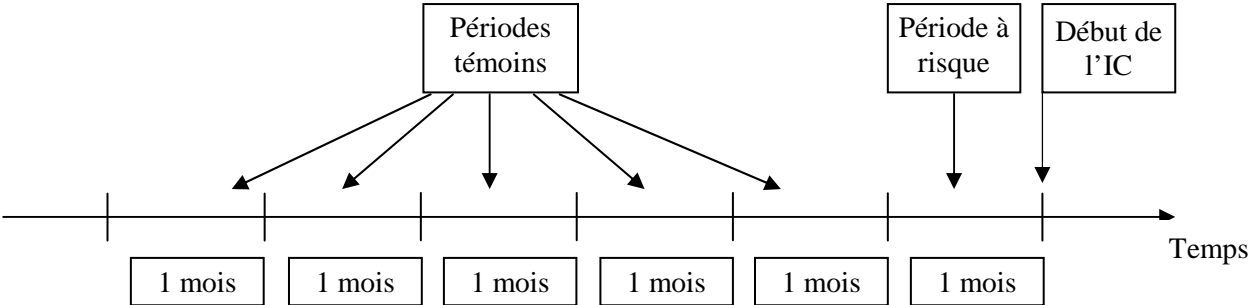 Périodes
témoins
Période à
risque
Début de
l’IC
Temps
1 mois
1 mois
1 mois
1 mois
1 mois
1 mois